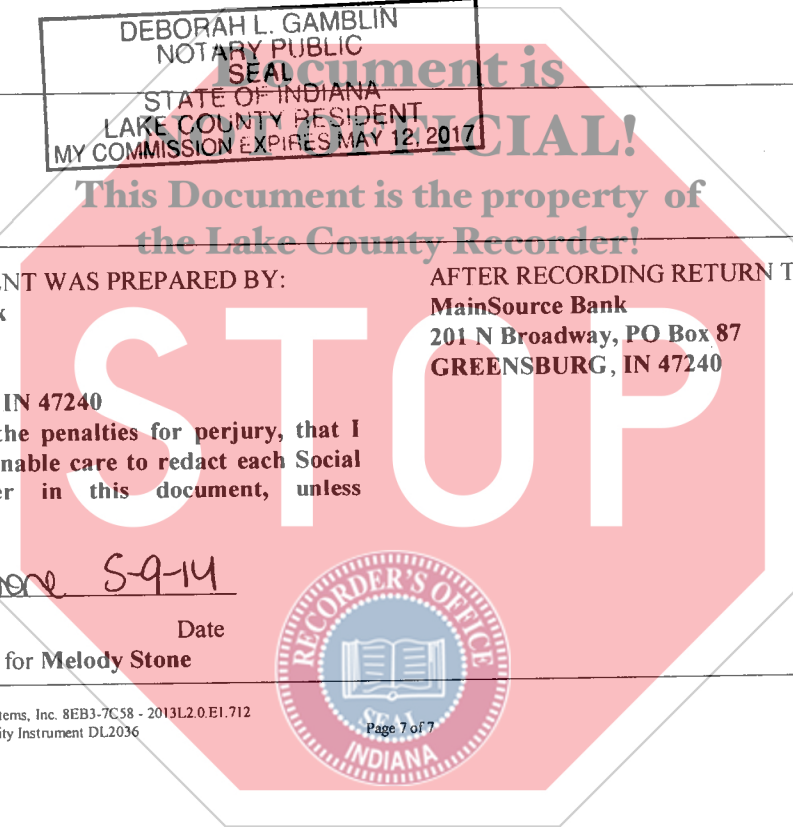 DEBORAH L. GAMBLIN
NOTARY PUBLIC
SEAL
STATE OF INDIANA
LAKE COUNTY RESIDENT
MY COMMISSION EXPIRES MAY 12, 2017
Document is
NOT OFFICIAL!
This Document is the property of
the Lake County Recorder!
ENT WAS PREPARED BY:
k
IN 47240
the penalties for perjury, that I
nable care to redact each Social
er in this document, unless
one 5-9-14
Date
for Melody Stone
AFTER RECORDING RETURN T
MainSource Bank
201 N Broadway, PO Box 87
GREENSBURG, IN 47240
STOP
RECORDER'S OFFICE
SEAL
INDIANA
tems, Inc. 8EB3-7C58 - 2013L2.0.E1.712
ity Instrument DL2036
Page 7 of 7